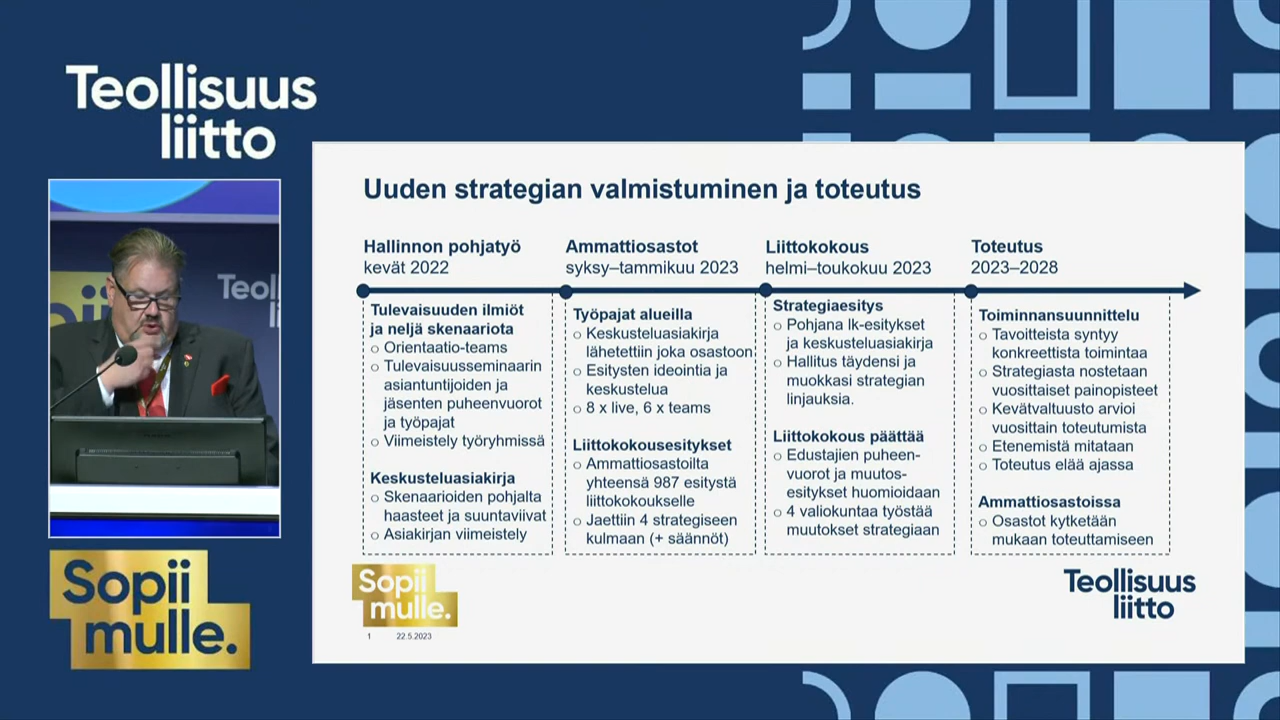 Teollisuus
liitto
pii
Teol
lii
Sopii
mulle.
Uuden strategian valmistuminen ja toteutus
Hallinnon pohjatyö
kevät 2022
Tulevaisuuden ilmiöt
ja neljä skenaariota
○ Orientaatio-teams
○ Tulevaisuusseminaarin
asiantuntijoiden ja
jäsenten puheenvuorot
ja työpajat
○ Viimeistely työryhmissä
Keskusteluasiakirja
○ Skenaarioiden pohjalta
haasteet ja suuntaviivat
○ Asiakirjan viimeistely
Ammattiosastot
syksy–tammikuu 2023
Työpajat alueilla
○ Keskusteluasiakirja
lähetettiin joka osastoon
○ Esitysten ideointia ja
keskustelua
○ 8 x live, 6 x teams
Liittokokousesitykset
○ Ammattiosastoilta
yhteensä 987 esitystä
liittokokoukselle
○ Jaettiin 4 strategiseen
kulmaan (+ säännöt)
Liittokokous
helmi–toukokuu 2023
Strategiaesitys
○ Pohjana lk-esitykset
ja keskusteluasiakirja
○ Hallitus täydensi ja
muokkasi strategian
linjauksia.
Liittokokous päättää
○ Edustajien puheen-
vuorot ja muutos-
esitykset huomioidaan
○ 4 valiokuntaa työstää
muutokset strategiaan
Toteutus
2023–2028
Toiminnansuunnittelu
○ Tavoitteista syntyy
konkreettista toimintaa
○ Strategiasta nostetaan
vuosittaiset painopisteet
○ Kevätvaltuusto arvioi
vuosittain toteutumista
○ Etenemistä mitataan
○ Toteutus elää ajassa
Ammattiosastoissa
○ Osastot kytketään
mukaan toteuttamiseen
Sopii
mulle.
1 22.5.2023
Teollisuus
liitto